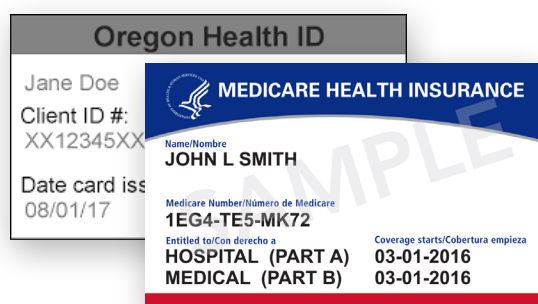 Oregon Health ID
Jane Doe
Client ID #:
XX12345XX
Date card iss
08/01/17
MEDICARE HEALTH INSURANCE
SAMPLE
Name/Nombre
JOHN L SMITH
Medicare Number/Número de Medicare
1EG4-TE5-MK72
Entitled to/Con derecho a
Coverage starts/Cobertura empieza
HOSPITAL (PART A) 03-01-2016
MEDICAL (PART B) 03-01-2016